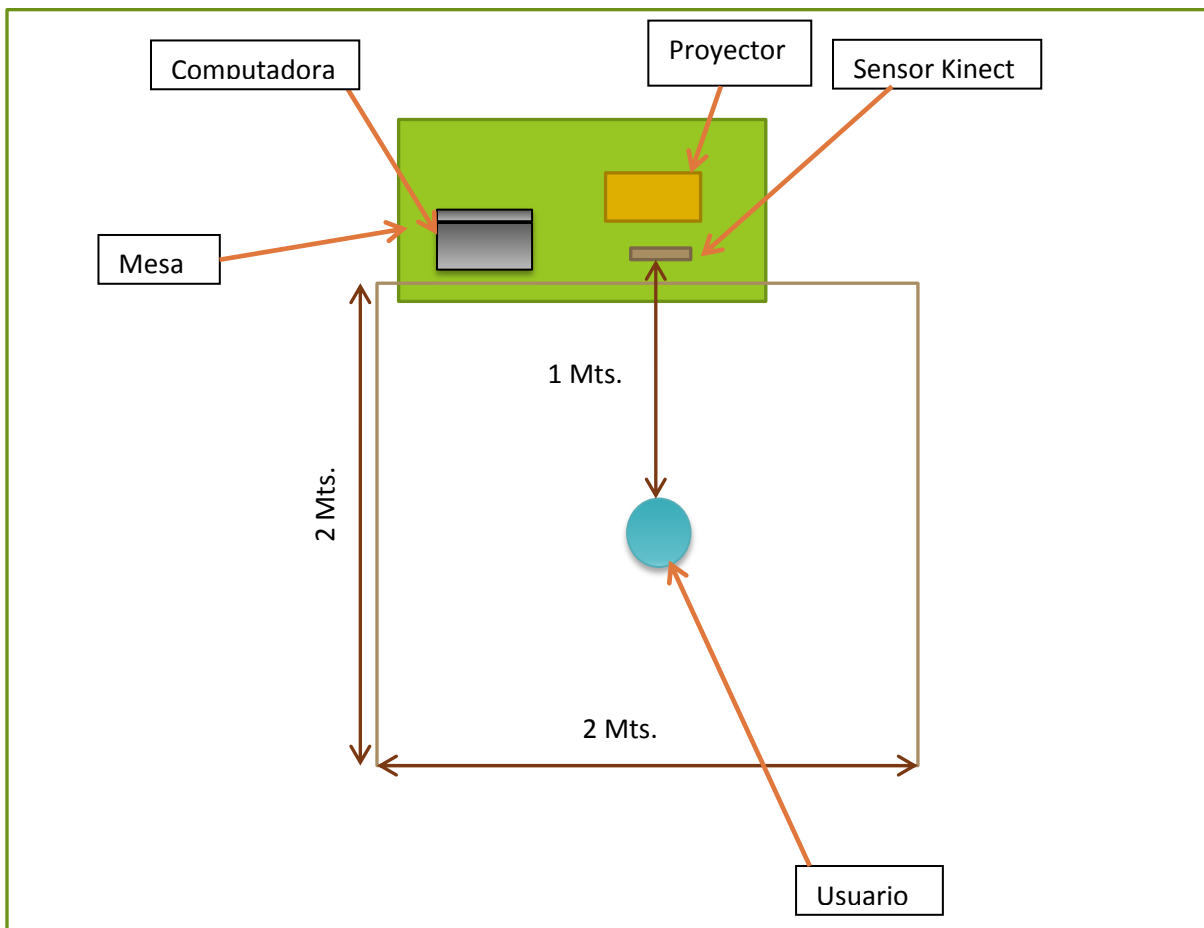 Proyector
Computadora
Sensor Kinect
Mesa
1 Mts.
2 Mts.
2 Mts.
Usuario